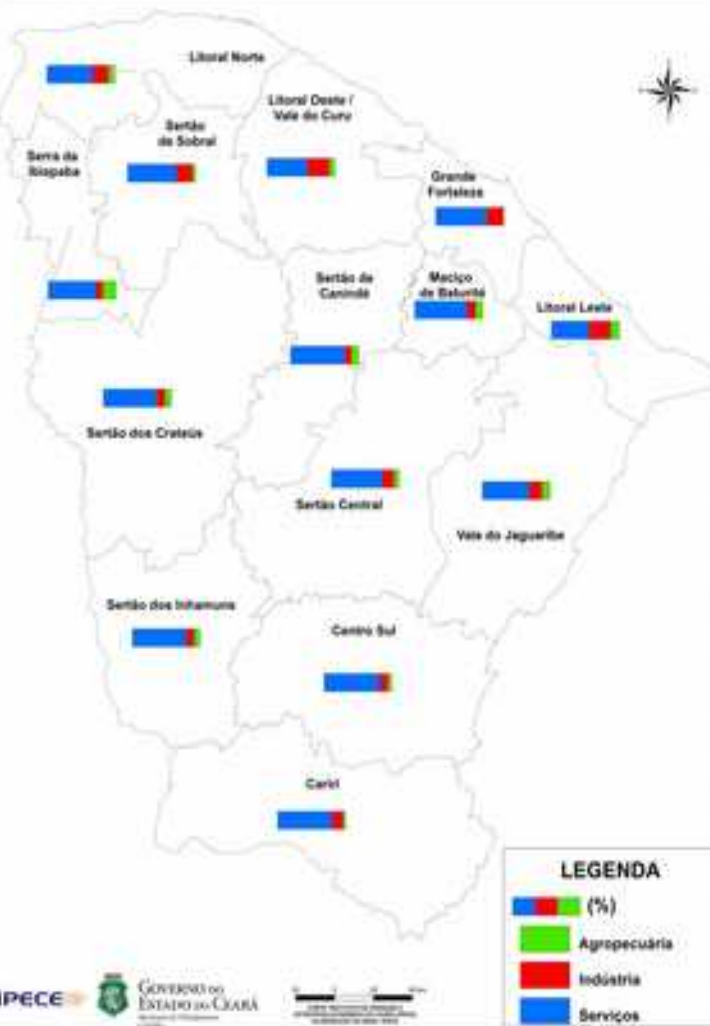 Litoral Norte
Litoral Oeste /
Vale do Curu
Sertão
de Sobral
Serra da
Ibiapaba
Grande
Fortaleza
Sertão de
Canindé
Maciço
de Baturité
Litoral Leste
Sertão dos Crateús
Sertão Central
Vale do Jaguaribe
Sertão dos Inhamuns
Centro Sul
Cariri
LEGENDA
(%)
Agropecuária
Indústria
Serviços
IPECE
GOVERNO DO
ESTADO DO CEARÁ